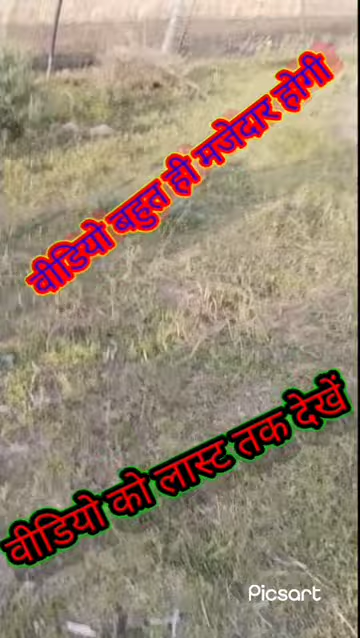 वीडियो बहुत ही मजेदार होगी
वीडियो को लास्ट तक देखें
Picsart